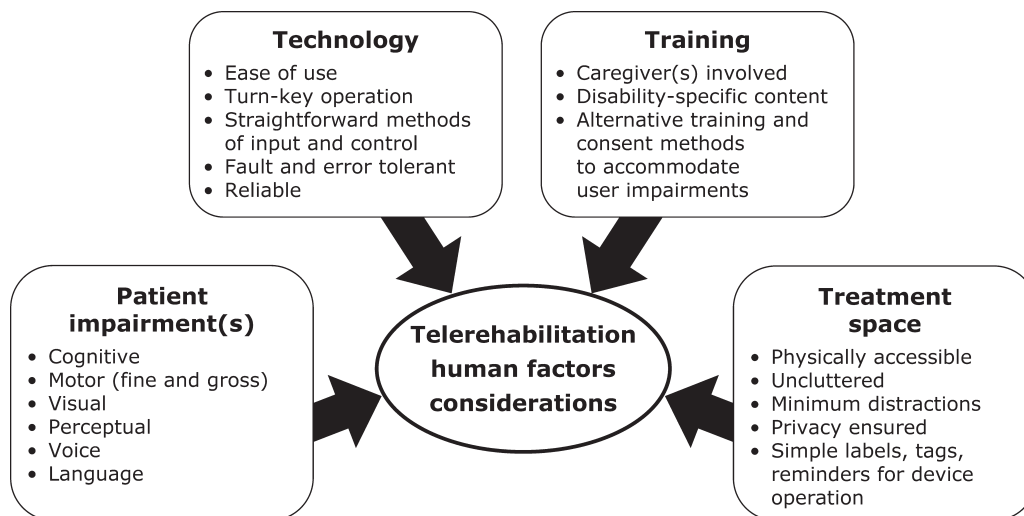 Technology
• Ease of use
• Turn-key operation
• Straightforward methods
of input and control
• Fault and error tolerant
• Reliable
Training
• Caregiver(s) involved
• Disability-specific content
• Alternative training and
consent methods
to accommodate
user impairments
Patient
impairment(s)
• Cognitive
• Motor (fine and gross)
• Visual
• Perceptual
• Voice
• Language
Telerehabilitation
human factors
considerations
Treatment
space
• Physically accessible
• Uncluttered
• Minimum distractions
• Privacy ensured
• Simple labels, tags,
reminders for device
operation